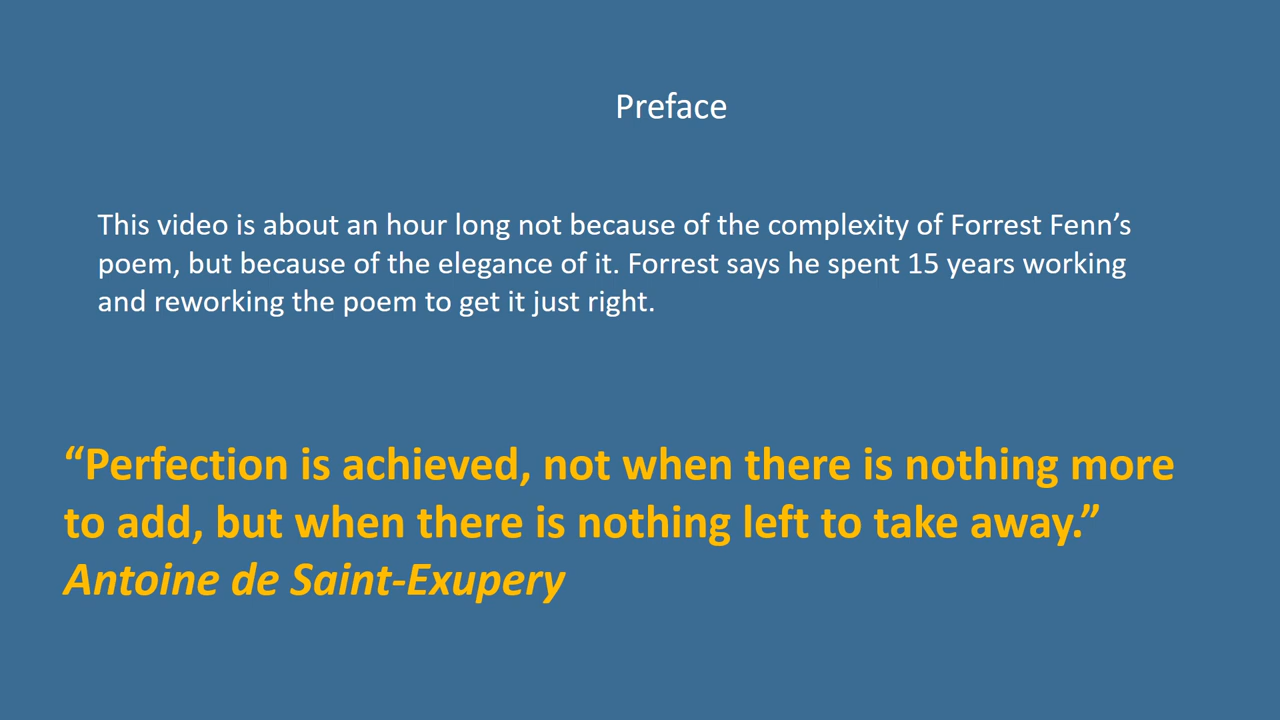 Preface
This video is about an hour long not because of the complexity of Forrest Fenn’s
poem, but because of the elegance of it. Forrest says he spent 15 years working
and reworking the poem to get it just right.
“Perfection is achieved, not when there is nothing more
to add, but when there is nothing left to take away.”
Antoine de Saint-Exupery